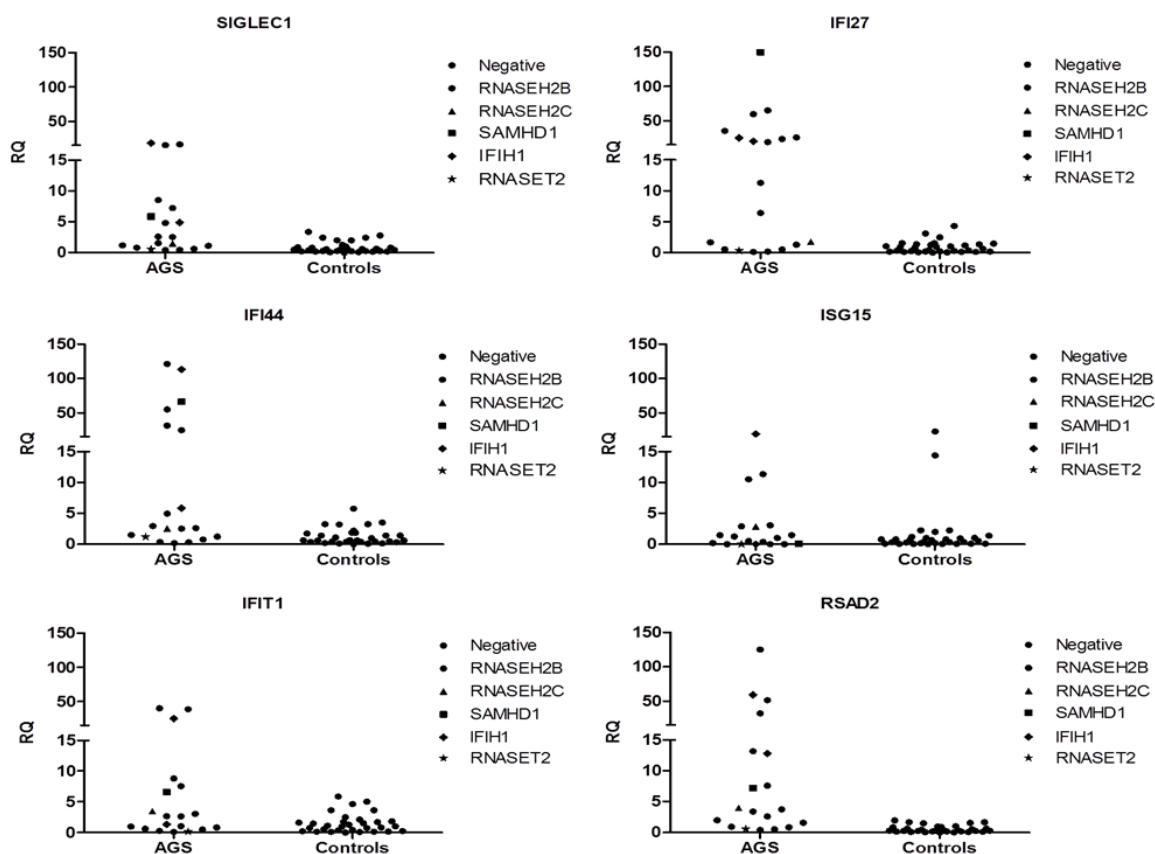 SIGLEC1
150
100
50
15
10
5
0
RQ
AGS
Controls
Negative
RNASEH2B
RNASEH2C
SAMHD1
IFIH1
RNASET2
IFI27
150
100
50
15
10
5
0
RQ
AGS
Controls
Negative
RNASEH2B
RNASEH2C
SAMHD1
IFIH1
RNASET2
IFI44
150
100
50
15
10
5
0
RQ
AGS
Controls
Negative
RNASEH2B
RNASEH2C
SAMHD1
IFIH1
RNASET2
ISG15
150
100
50
15
10
5
0
RQ
AGS
Controls
Negative
RNASEH2B
RNASEH2C
SAMHD1
IFIH1
RNASET2
IFIT1
150
100
50
15
10
5
0
RQ
AGS
Controls
Negative
RNASEH2B
RNASEH2C
SAMHD1
IFIH1
RNASET2
RSAD2
150
100
50
15
10
5
0
RQ
AGS
Controls
Negative
RNASEH2B
RNASEH2C
SAMHD1
IFIH1
RNASET2